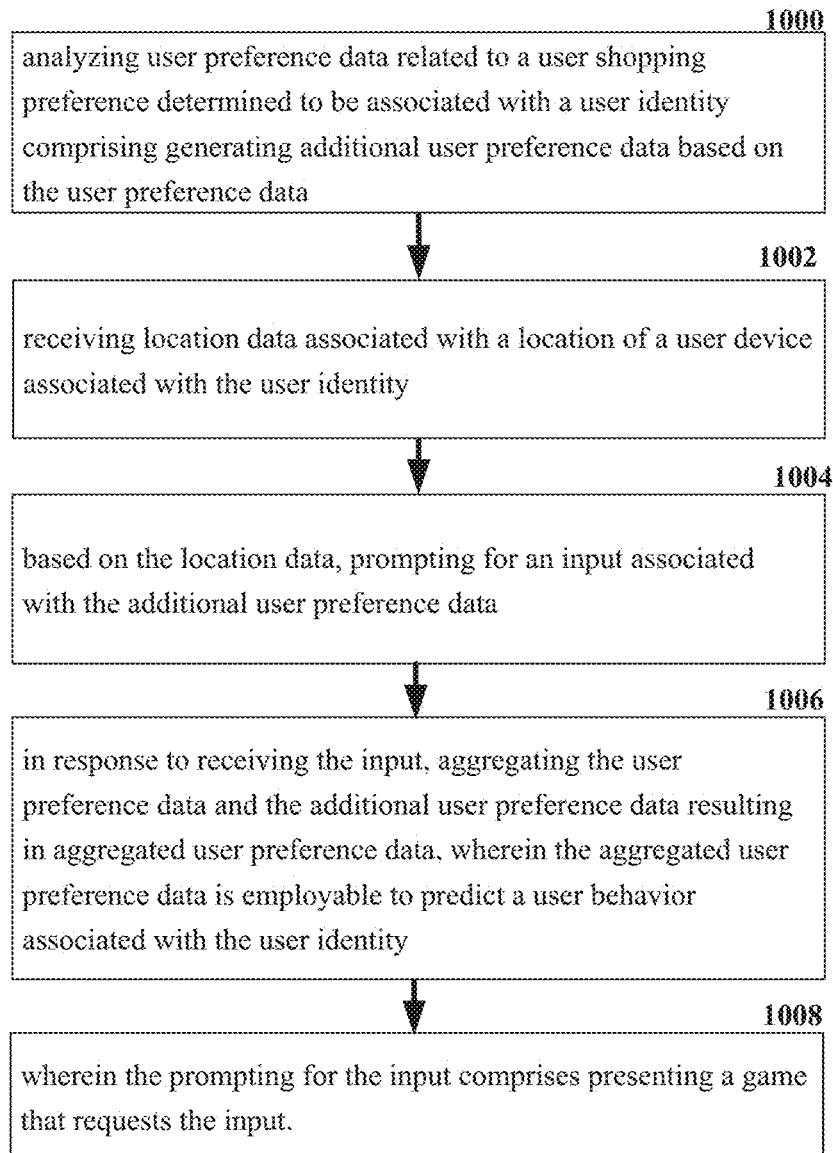 1000
analyzing user preference data related to a user shopping
preference determined to be associated with a user identity
comprising generating additional user preference data based on
the user preference data
1002
receiving location data associated with a location of a user device
associated with the user identity
1004
based on the location data, prompting for an input associated
with the additional user preference data
1006
in response to receiving the input, aggregating the user
preference data and the additional user preference data resulting
in aggregated user preference data, wherein the aggregated user
preference data is employable to predict a user behavior
associated with the user identity
1008
wherein the prompting for the input comprises presenting a game
that requests the input.